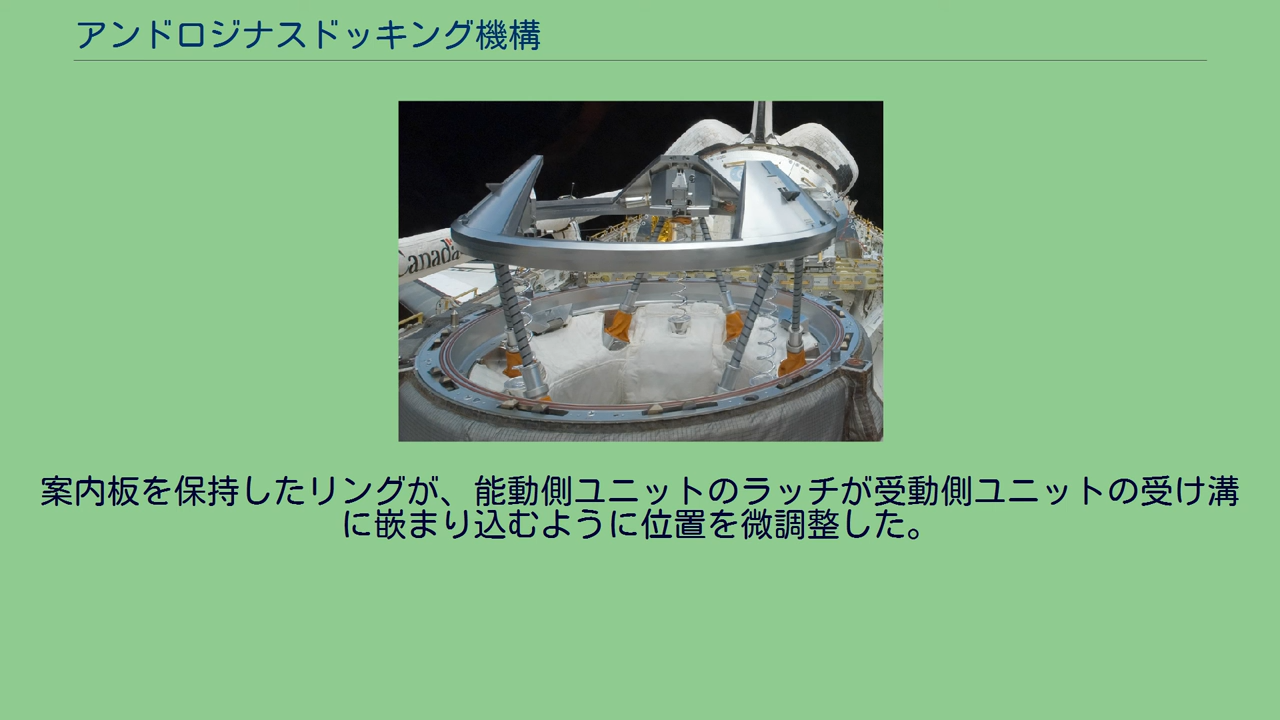 アンドロジナスドッキング機構
Canada
案内板を保持したリングが、能動側ユニットのラッチが受動側ユニットの受け溝
に嵌まり込むように位置を微調整した。